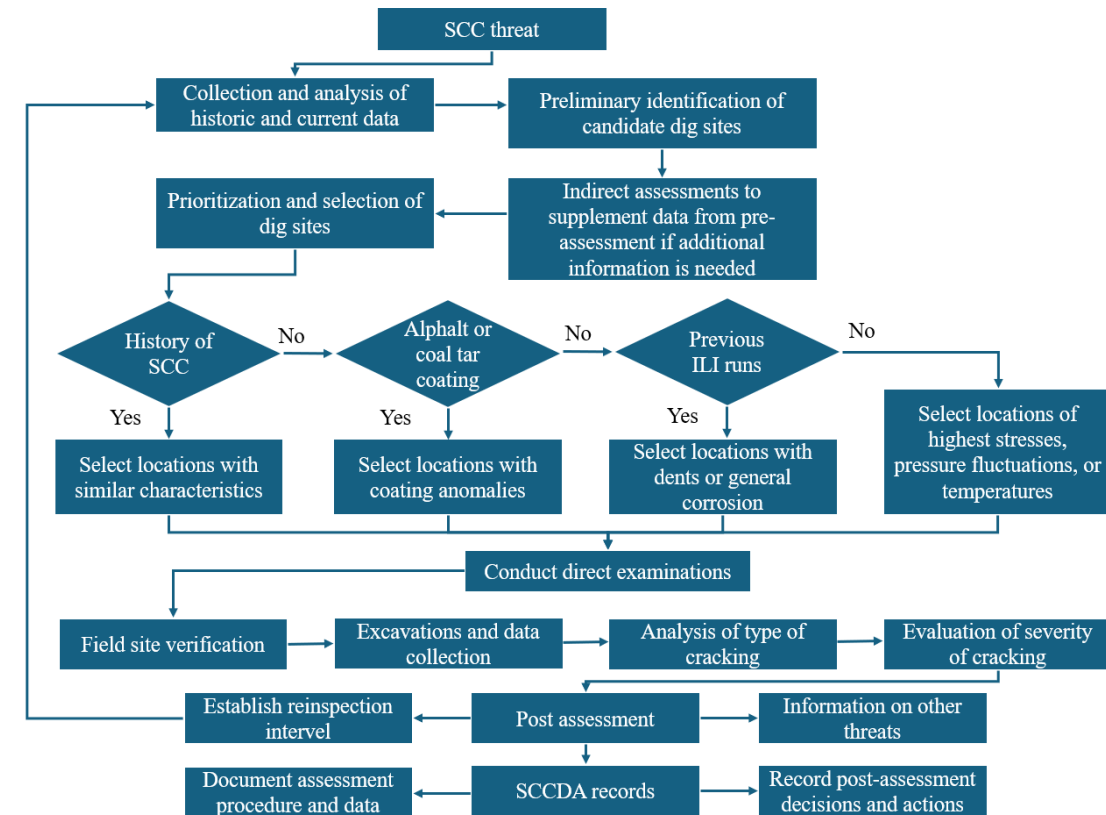 SCC threat
Collection and analysis of
historic and current data
Preliminary identification of
candidate dig sites
Prioritization and selection of
dig sites
Indirect assessments to
supplement data from pre-
assessment if additional
information is needed
History of
SCC
No
Alphalt or
coal tar
coating
No
Previous
ILI runs
No
Yes
Yes
Yes
Select locations with
similar characteristics
Select locations with
coating anomalies
Select locations with
dents or general
corrosion
Select locations of
highest stresses,
pressure fluctuations, or
temperatures
Conduct direct examinations
Field site verification
Excavations and data
collection
Analysis of type of
cracking
Evaluation of severity
of cracking
Establish reinspection
intervel
Post assessment
Information on other
threats
Document assessment
procedure and data
SCCDA records
Record post-assessment
decisions and actions